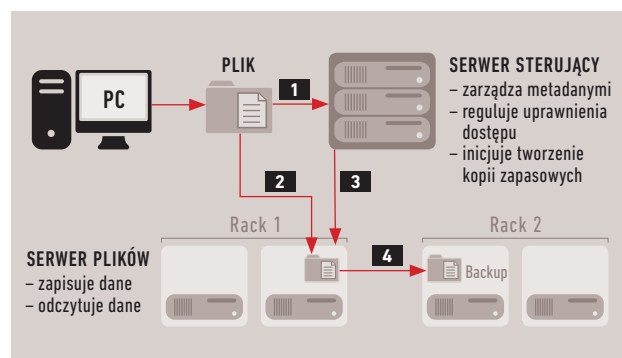 PLIK
PC
1
SERWER STERUJĄCY
– zarządza metadanymi
– reguluje uprawnienia
dostępu
– inicjuje tworzenie
kopii zapasowych
2
3
Rack 1
Rack 2
SERWER PLIKÓW
– zapisuje dane
– odczytuje dane
4
Backup